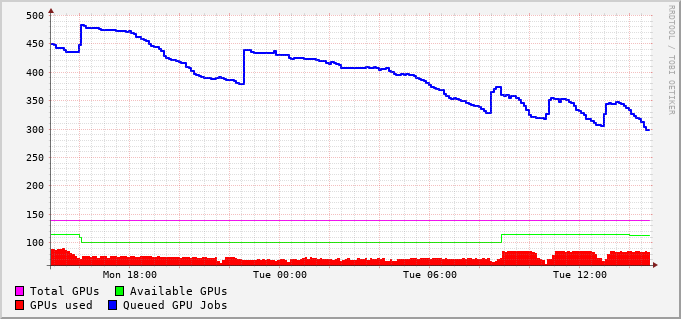 500
450
400
350
300
250
200
150
100
Mon 18:00 Tue 00:00 Tue 06:00 Tue 12:00
Total GPUs Available GPUs
GPUs used Queued GPU Jobs
RRDTOOL / TOBI OETIKER